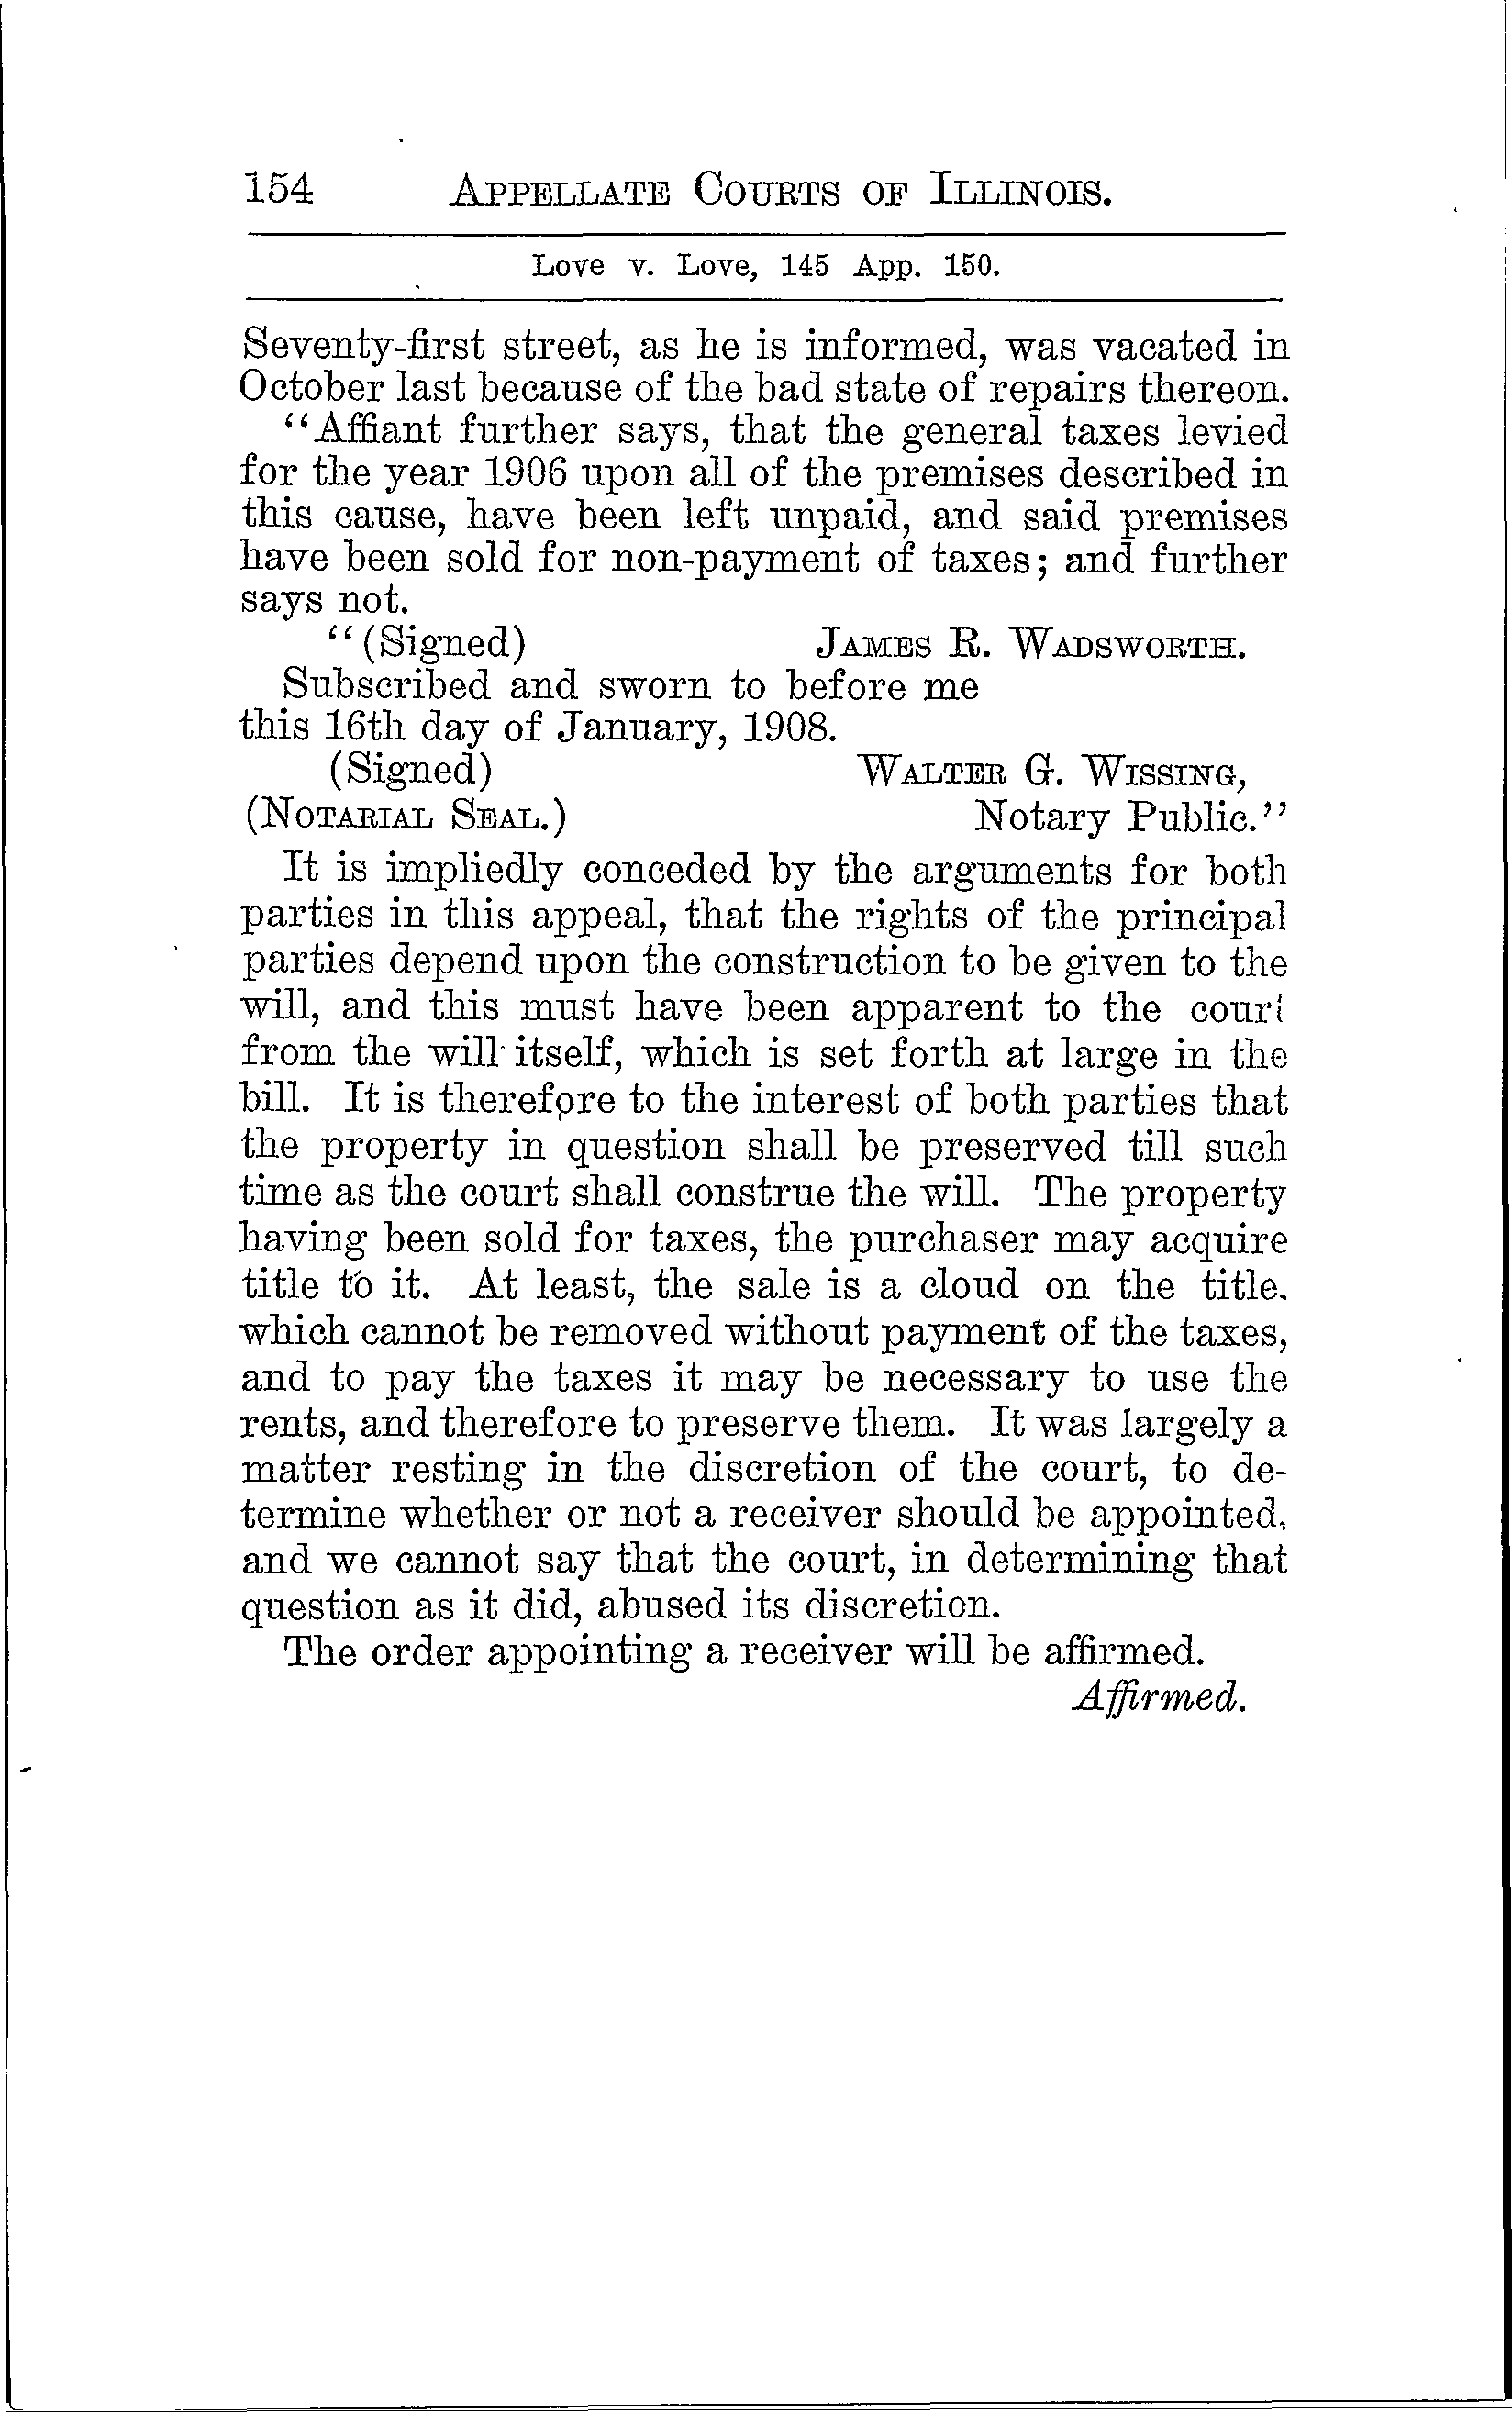 154 APPELLATE COURTS OF ILLINOIS.
Love v. Love, 145 App. 150.
Seventy-first street, as he is informed, was vacated in
October last because of the bad state of repairs thereon.
"Affiant further says, that the general taxes levied
for the year 1906 upon all of the premises described in
this cause, have been left unpaid, and said premises
have been sold for non-payment of taxes; and further
says not.
"(Signed) JAMES R. WADSWORTH.
Subscribed and sworn to before me
this 16th day of January, 1908.
(Signed) WALTER G. WISSING,
(NOTARIAL SEAL.) Notary Public."
It is impliedly conceded by the arguments for both
parties in this appeal, that the rights of the principal
parties depend upon the construction to be given to the
will, and this must have been apparent to the court
from the will itself, which is set forth at large in the
bill. It is therefore to the interest of both parties that
the property in question shall be preserved till such
time as the court shall construe the will. The property
having been sold for taxes, the purchaser may acquire
title to it. At least, the sale is a cloud on the title.
which cannot be removed without payment of the taxes,
and to pay the taxes it may be necessary to use the
rents, and therefore to preserve them. It was largely a
matter resting in the discretion of the court, to de-
termine whether or not a receiver should be appointed,
and we cannot say that the court, in determining that
question as it did, abused its discretion.
The order appointing a receiver will be affirmed.
Affirmed.